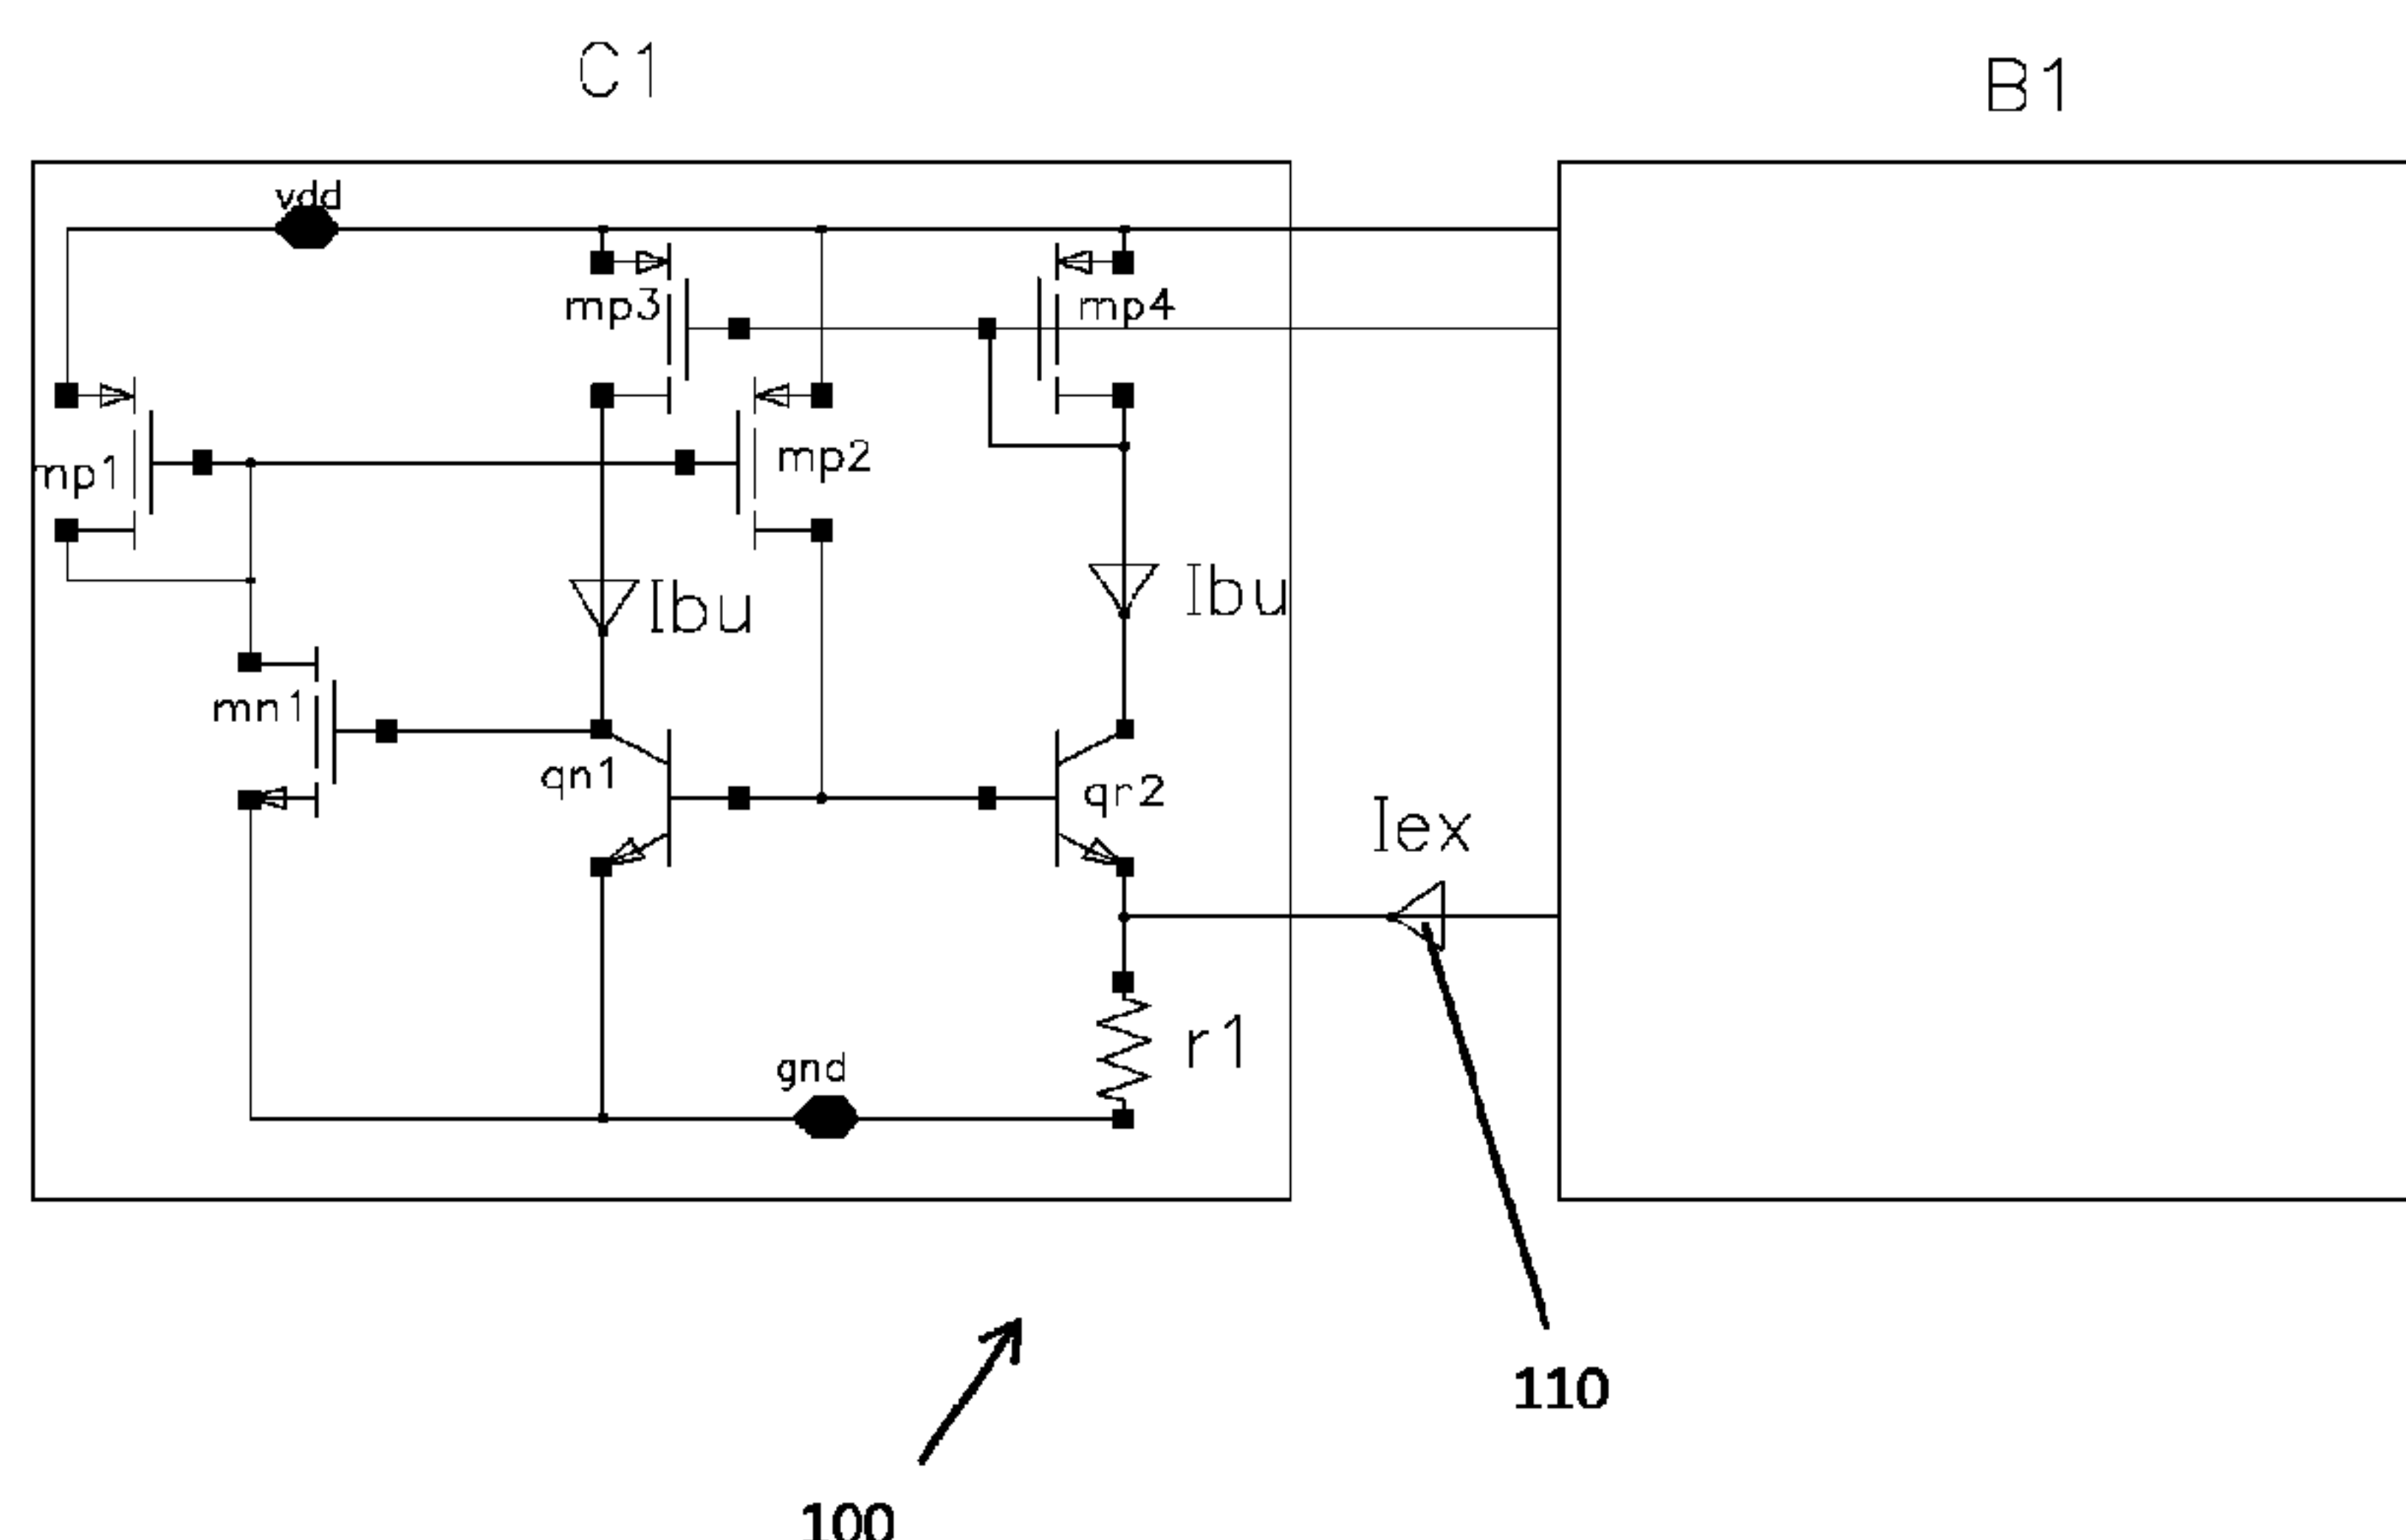 C1
B1
vdd
mp3
mp4
mp1
mp2
Ibu
Ibu
mn1
qn1
qr2
Iex
r1
gnd
110
100